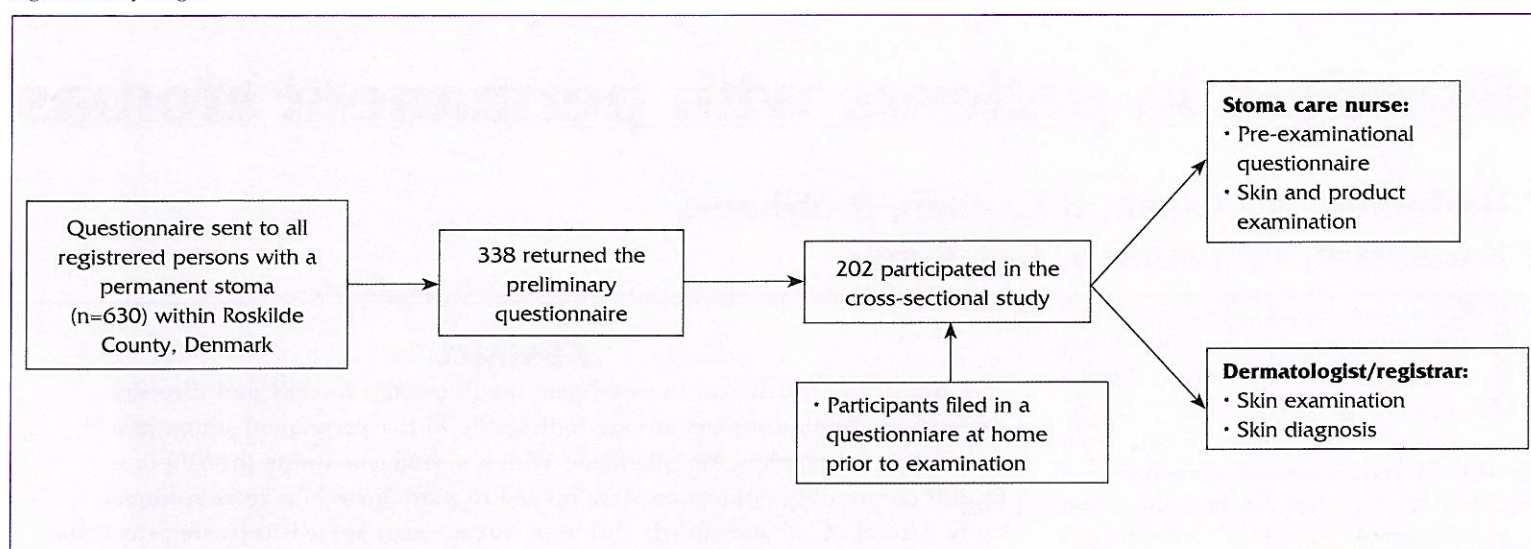 Questionnaire sent to all
registrered persons with a
permanent stoma
(n=630) within Roskilde
County, Denmark
338 returned the
preliminary
questionnaire
202 participated in the
cross-sectional study
· Participants filed in a
questionniare at home
prior to examination
Stoma care nurse:
· Pre-examinational
questionnaire
· Skin and product
examination
Dermatologist/registrar:
· Skin examination
· Skin diagnosis